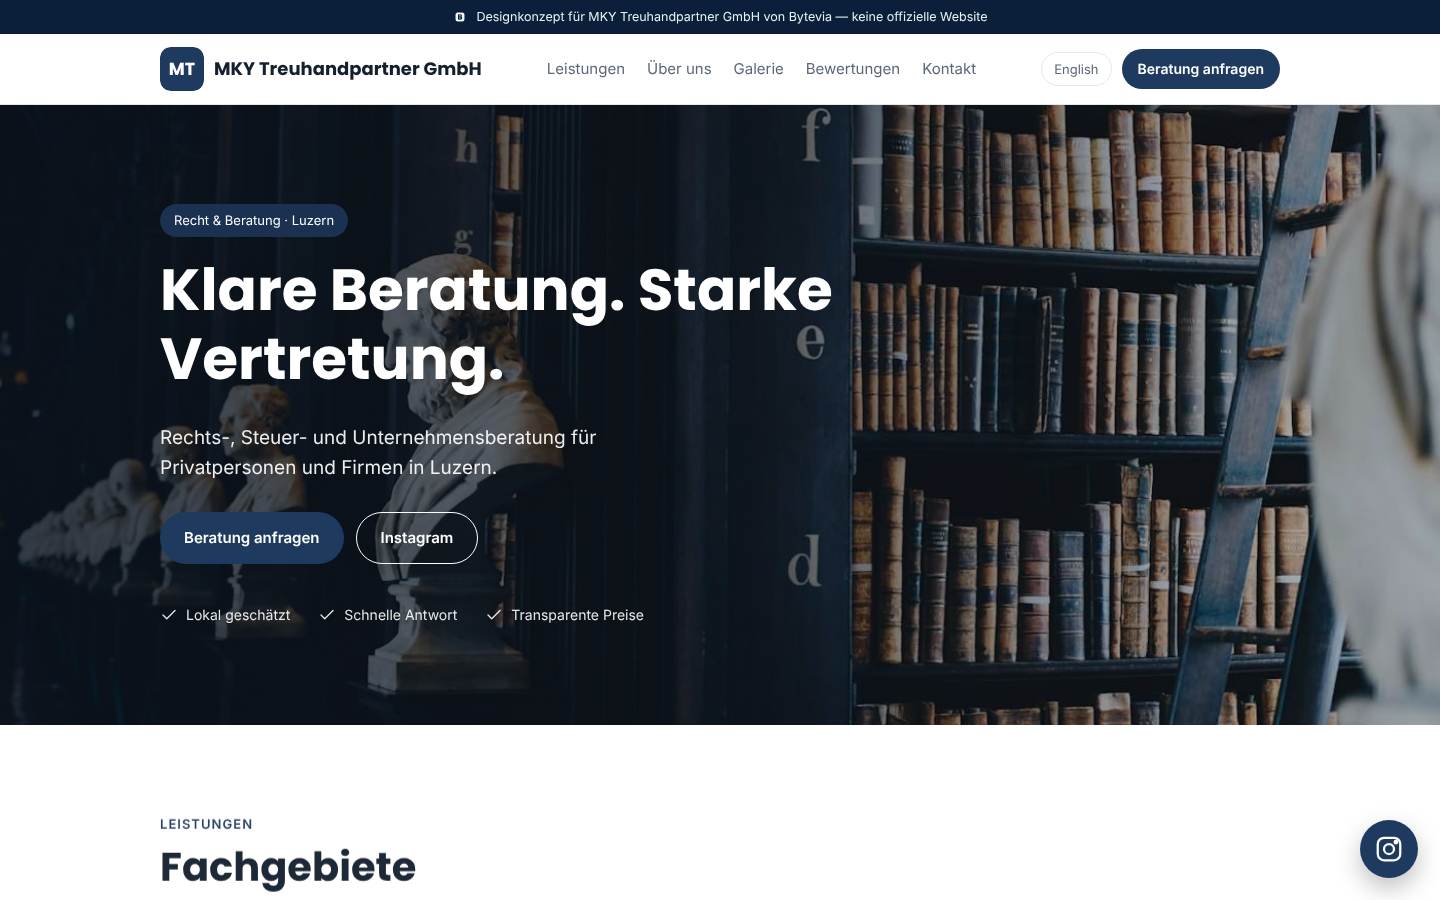 Designkonzept für MKY Treuhandpartner GmbH von Bytevia — keine offizielle Website
MT MKY Treuhandpartner GmbH Leistungen Über uns Galerie Bewertungen Kontakt English Beratung anfragen
h
f
Recht & Beratung · Luzern
g
Klare Beratung. Starke
Vertretung.
e
Rechts-, Steuer- und Unternehmensberatung für
Privatpersonen und Firmen in Luzern.
Beratung anfragen Instagram
d
Lokal geschätzt Schnelle Antwort Transparente Preise
LEISTUNGEN
Fachgebiete